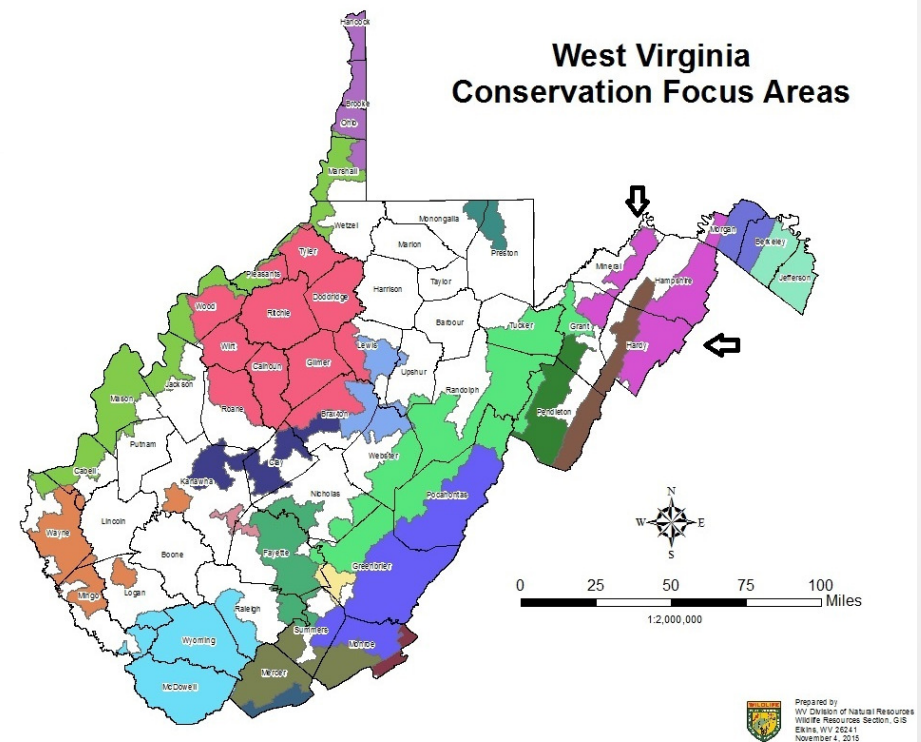 West Virginia
Conservation Focus Areas
Hancock
Brooke
Ohio
Marshall
Wetzel
Monongalia
Marion
Preston
Morgan
Berkeley
Jefferson
Tyler
Mineral
Hampshire
Pleasants
Harrison
Taylor
Doddridge
Wood
Ritchie
Barbour
Tucker
Grant
Hardy
Wirt
Lewis
Calhoun
Gilmer
Upshur
Randolph
Jackson
Mason
Roane
Braxton
Pendleton
Putnam
Webster
Cabell
Clay
Kanawha
Nicholas
Pocahontas
Lincoln
Wayne
Boone
Fayette
Greenbrier
Mingo
Logan
Raleigh
Summers
Wyoming
Monroe
Mercer
McDowell
N
W
E
S
0 25 50 75 100
Miles
1:2,000,000
WILDLIFE
Prepared by
WV Division of Natural Resources
Wildlife Resources Section, GIS
Elkins, WV 26241
November 4, 2015